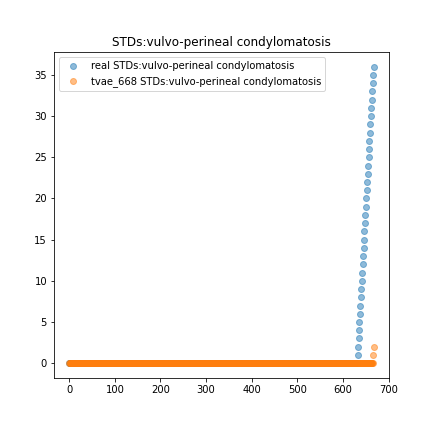 STDs:vulvo-perineal condylomatosis
real STDs:vulvo-perineal condylomatosis
tvae_668 STDs:vulvo-perineal condylomatosis
35
30
25
20
15
10
5
0
0 100 200 300 400 500 600 700